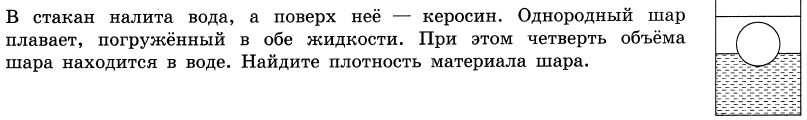 В стакан налита вода, а поверх неё — керосин. Однородный шар
плавает, погружённый в обе жидкости. При этом четверть объёма
шара находится в воде. Найдите плотность материала шара.